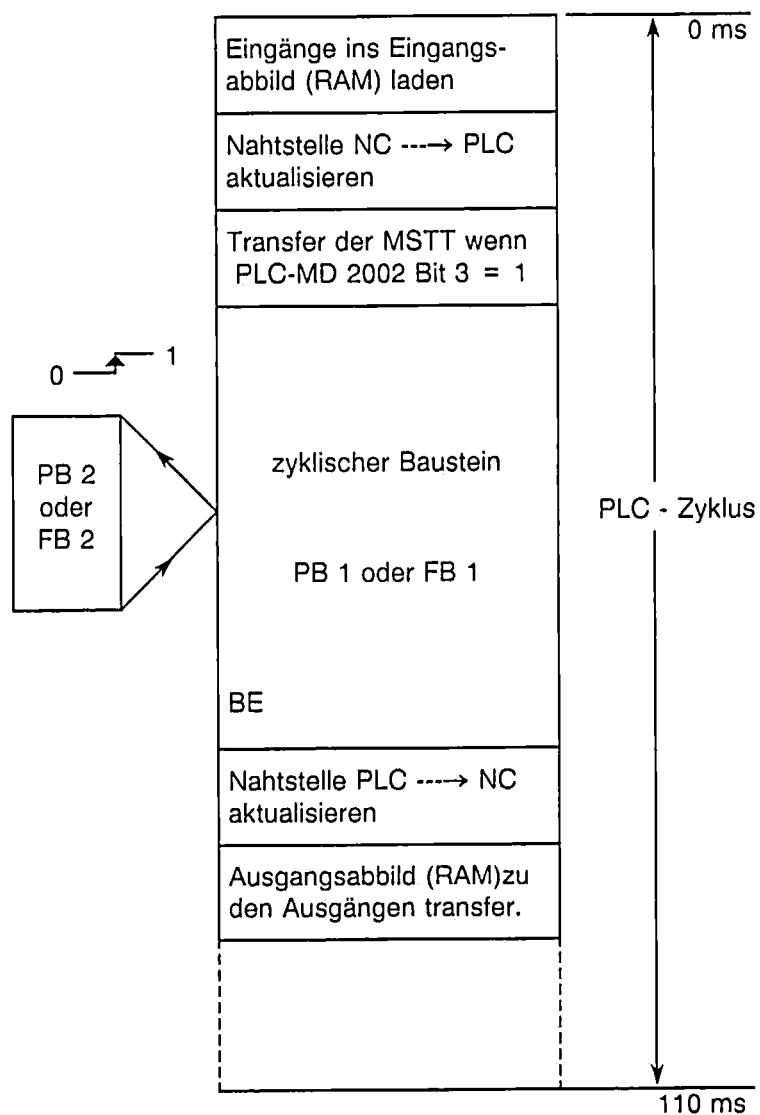 0 ms
Eingänge ins Eingangs-
abbild (RAM) laden
Nahtstelle NC ----→ PLC
aktualisieren
Transfer der MSTT wenn
PLC-MD 2002 Bit 3 = 1
0 1
PB 2
oder
FB 2
zyklischer Baustein
PB 1 oder FB 1
BE
PLC - Zyklus
Nahtstelle PLC ----→ NC
aktualisieren
Ausgangsabbild (RAM)zu
den Ausgängen transfer.
110 ms